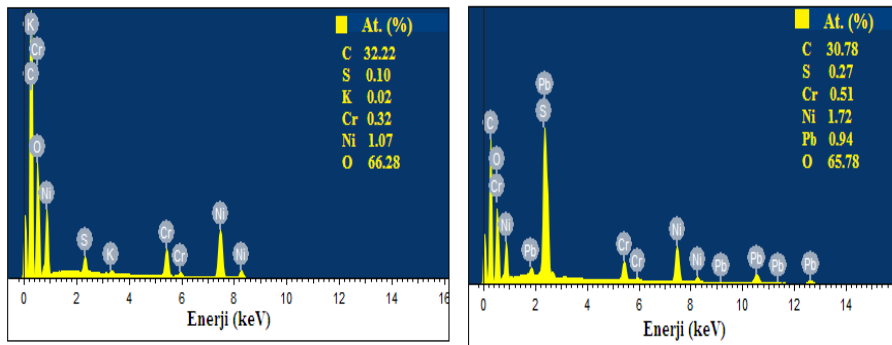 At. (%)
C 32.22
S 0.10
K 0.02
Cr 0.32
Ni 1.07
O 66.28
K
Cr
C
O
Ni
S
K
Cr
Cr
Ni
Ni
0 2 4 6 8 10 12 14 16
Enerji (keV)
At. (%)
C 30.78
S 0.27
Cr 0.51
Ni 1.72
Pb 0.94
O 65.78
Pb
S
C
O
Cr
Ni
Pb
Cr
Cr
Ni
Ni
Pb
Pb
Pb
Pb
0 2 4 6 8 10 12 14
Enerji (keV)